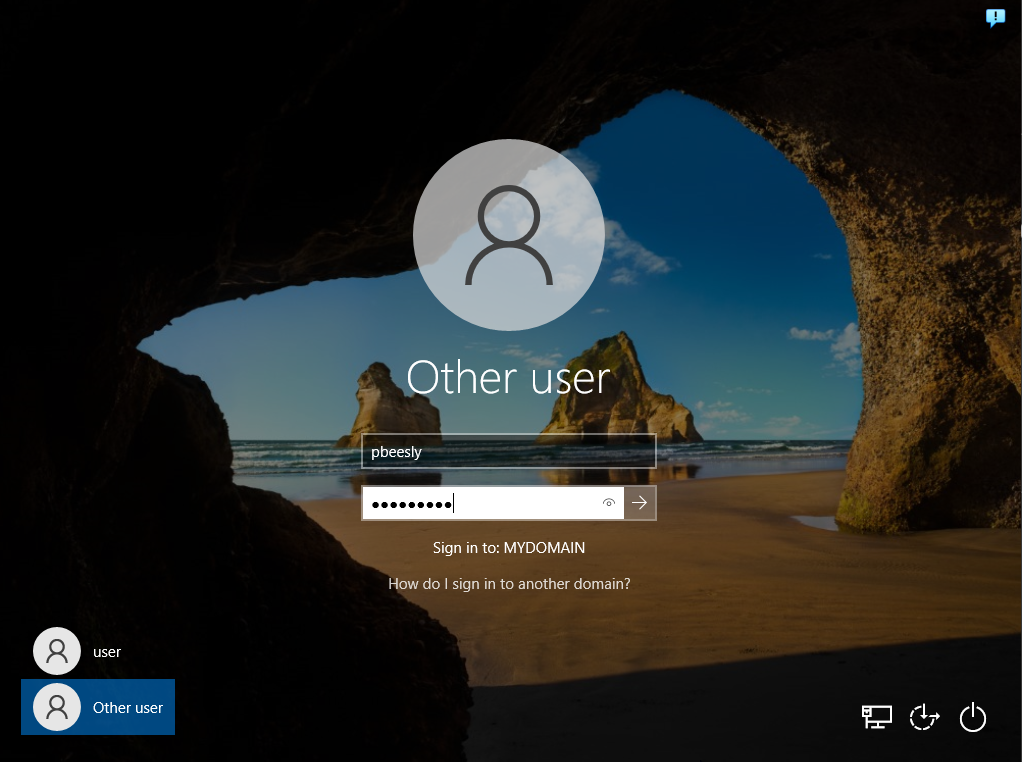 Other user
pbeesly
●●●●●●●●●
Sign in to: MYDOMAIN
How do I sign in to another domain?
user
Other user